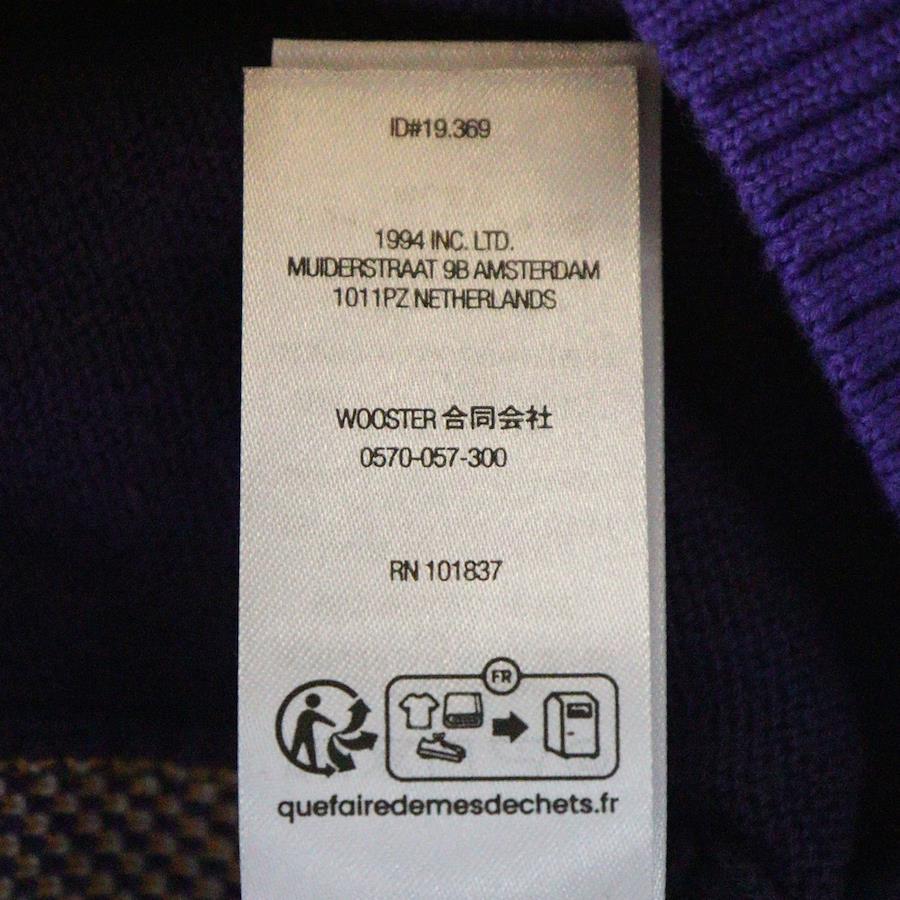 ID#19.369
1994 INC. LTD.
MUIDERSTRAAT 9B AMSTERDAM
1011PZ NETHERLANDS
WOOSTER 合同会社
0570-057-300
RN 101837
FR
quefairedemesdechets.fr